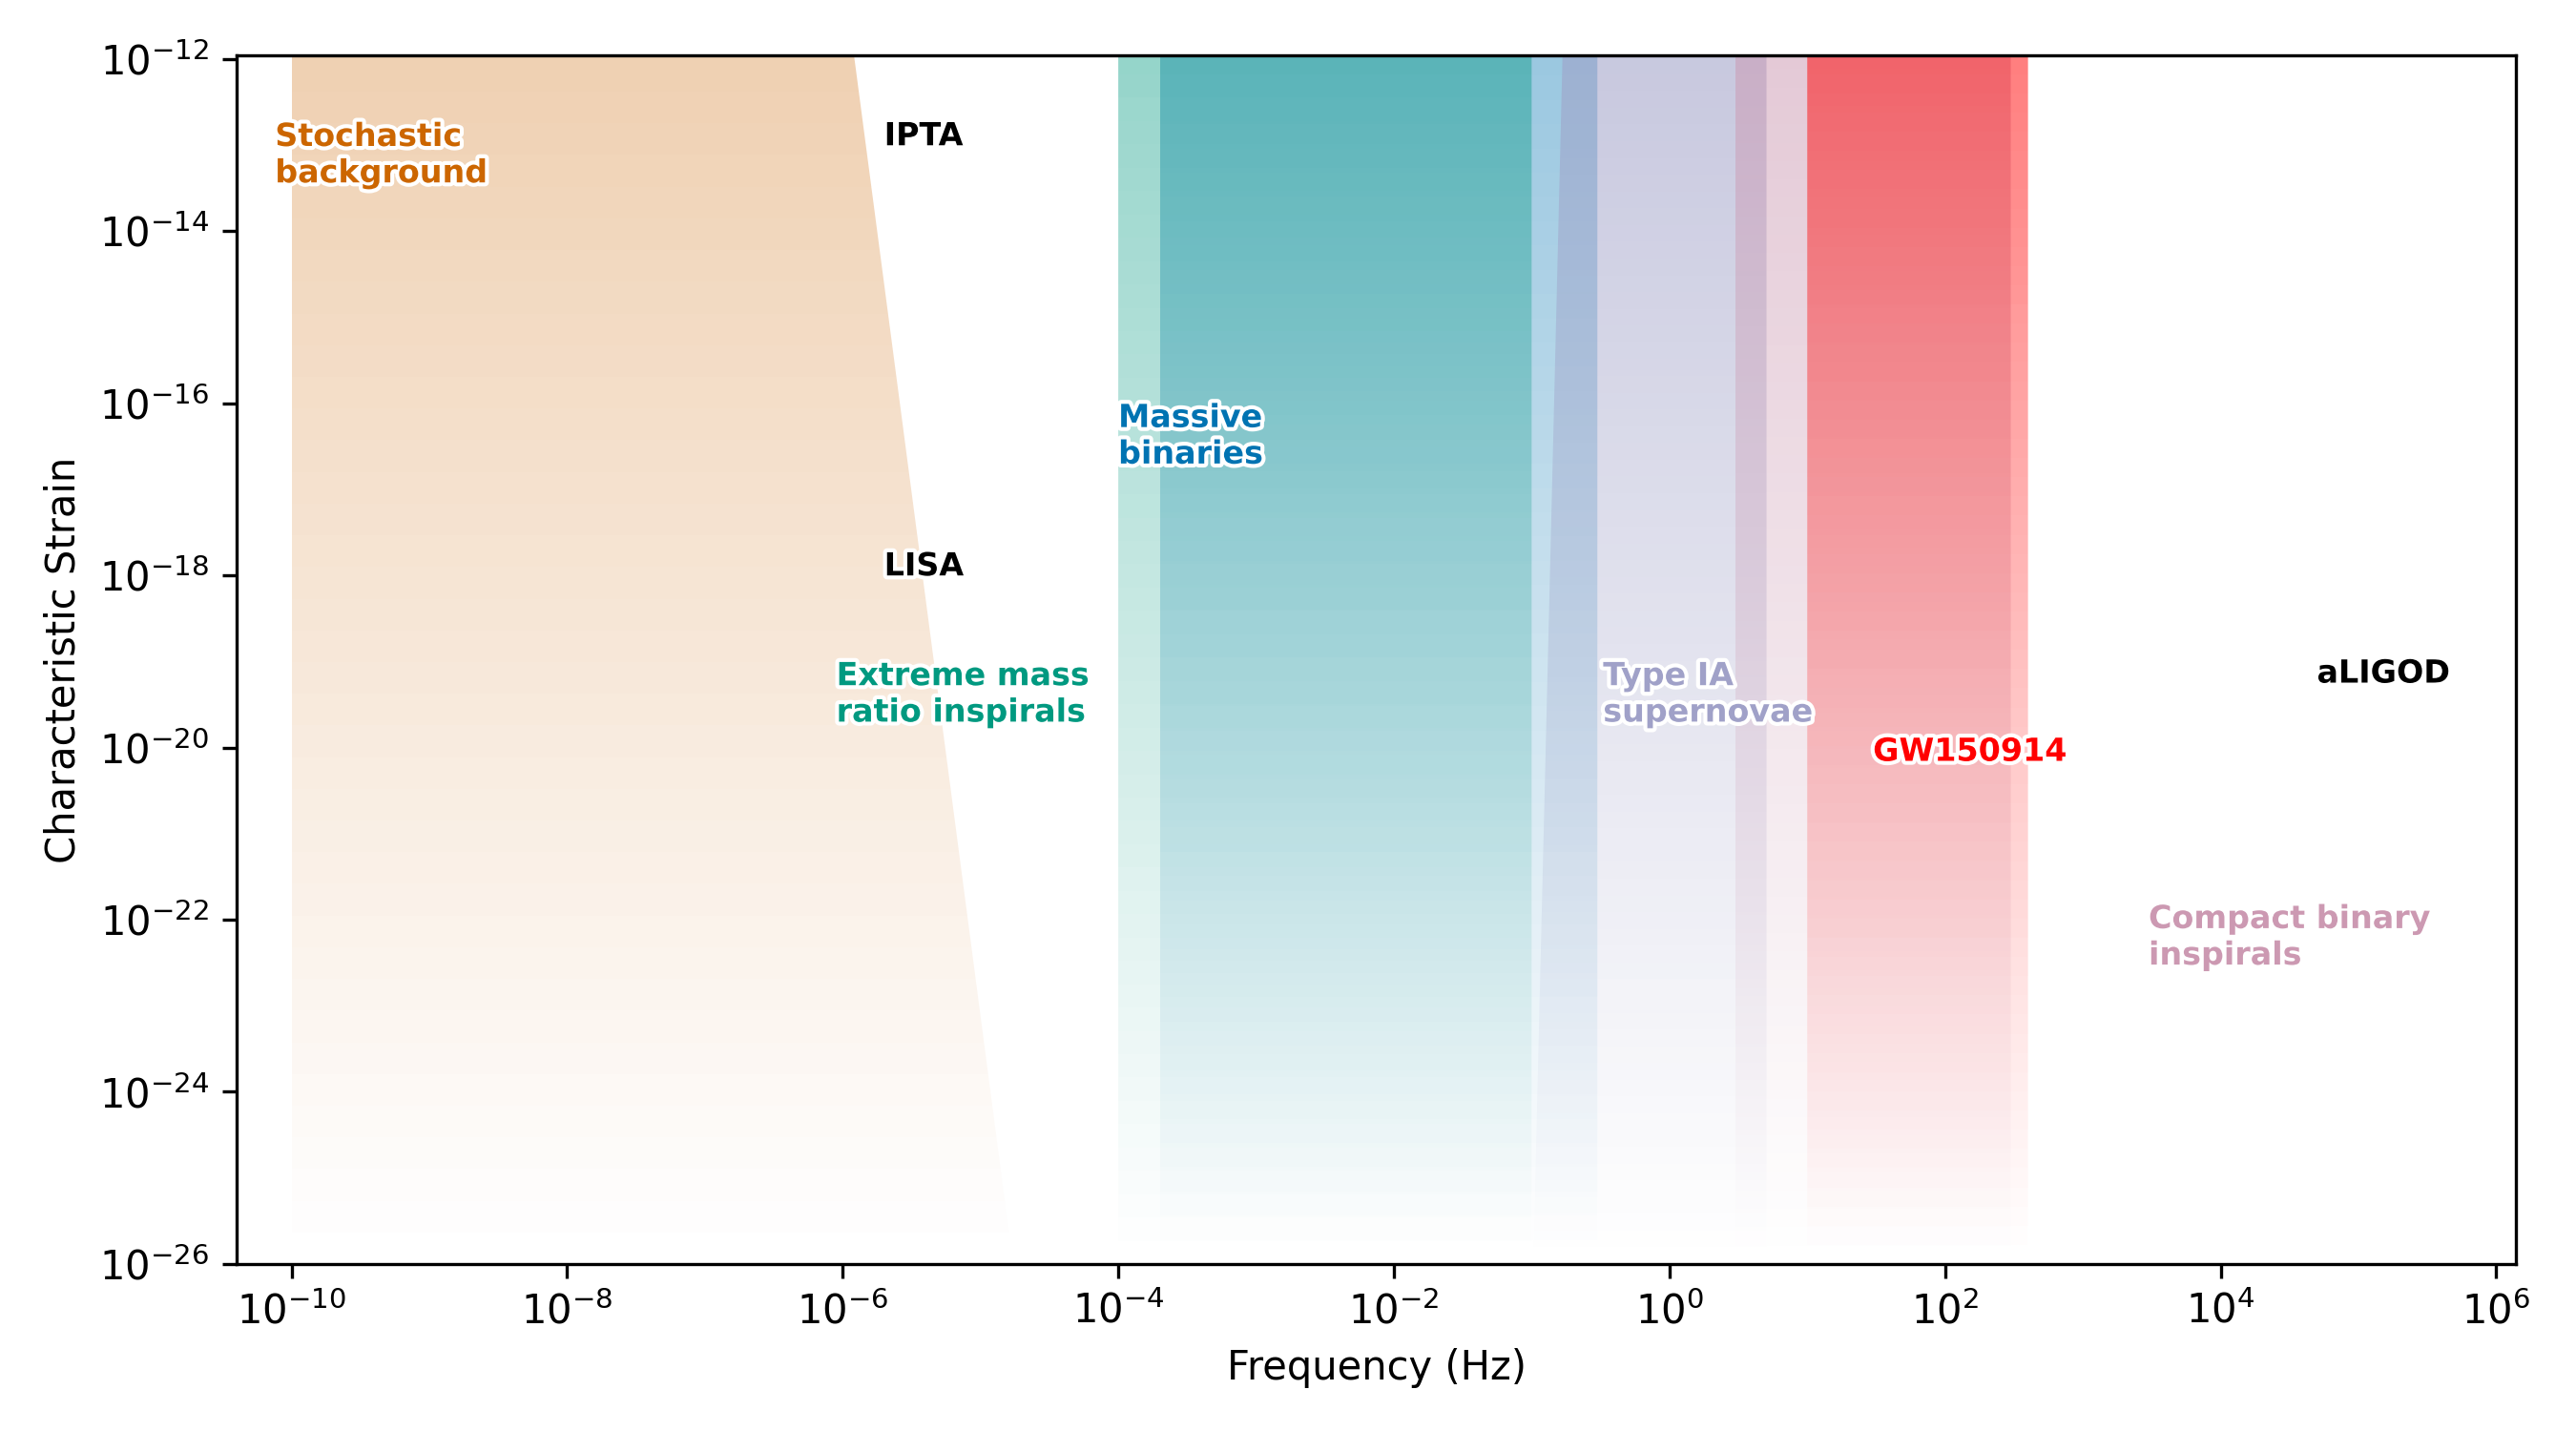 10⁻¹²
10⁻¹⁴
10⁻¹⁶
10⁻¹⁸
10⁻²⁰
10⁻²²
10⁻²⁴
10⁻²⁶
Characteristic Strain
Stochastic
background
IPTA
Massive
binaries
LISA
Extreme mass
ratio inspirals
Type IA
supernovae
aLIGOD
GW150914
Compact binary
inspirals
10⁻¹⁰ 10⁻⁸ 10⁻⁶ 10⁻⁴ 10⁻² 10⁰ 10² 10⁴ 10⁶
Frequency (Hz)